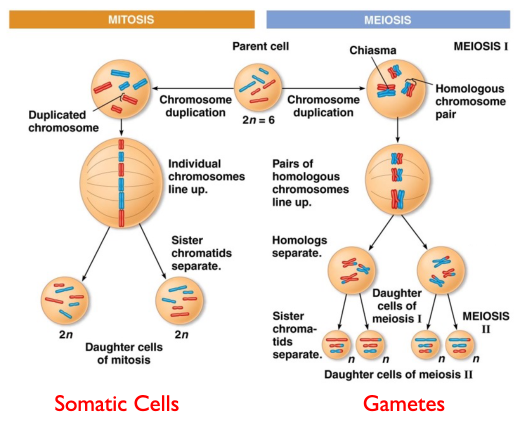 MITOSIS
MEIOSIS
Parent cell
Chiasma
MEIOSIS I
Chromosome
duplication
2n = 6
Chromosome
duplication
Homologous
chromosome
pair
Duplicated
chromosome
Individual
chromosomes
line up.
Pairs of
homologous
chromosomes
line up.
Sister
chromatids
separate.
Homologs
separate.
2n
2n
Daughter cells
of mitosis
Daughter
cells of
meiosis I
Sister
chroma-
tids
separate.
MEIOSIS
II
n
n
n
n
Daughter cells of meiosis II
Somatic Cells
Gametes